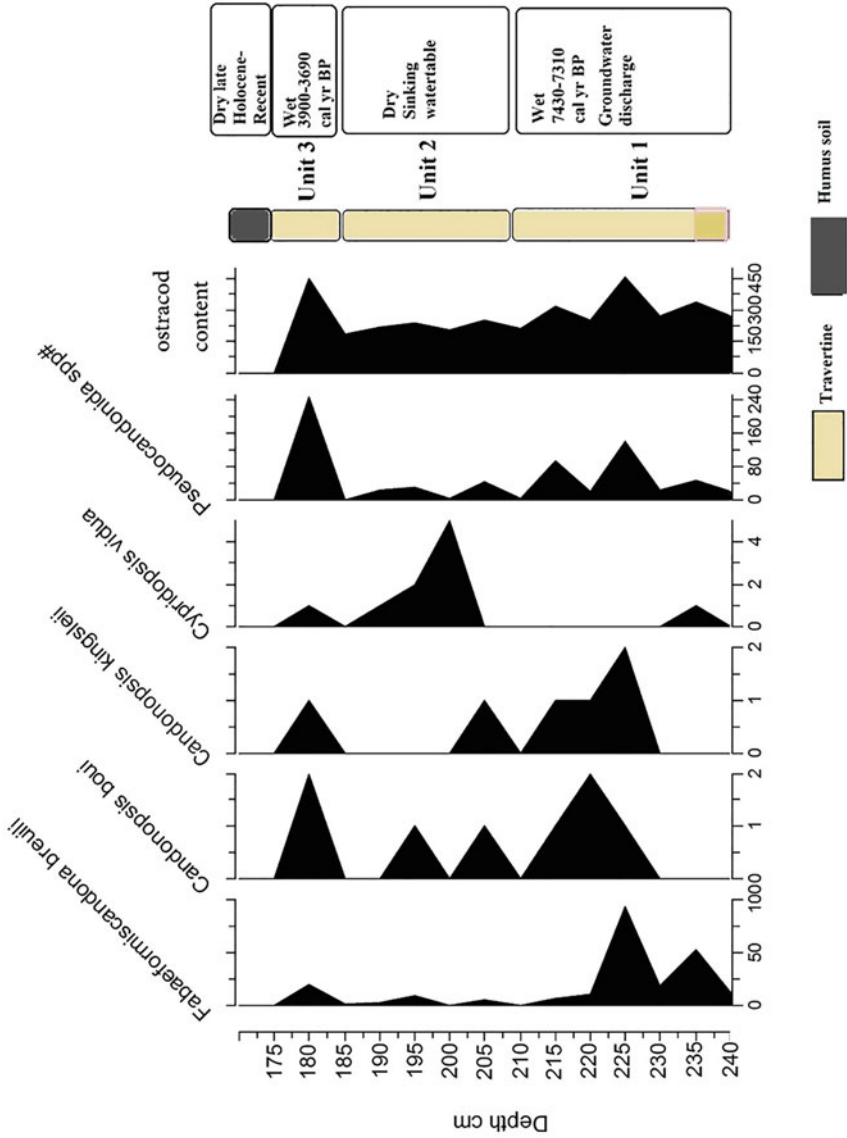 Depth cm
175
180
185
190
195
200
205
210
215
220
225
230
235
240
Fabaeformiscandona breuili
0 50 100
Candonopsis boui
0 1 2
Candonopsis kingsleii
0 1 2
Cypridopsis vidua
0 2 4
Pseudocandonida spp#
0 80 160 240
ostracod
content
0 150 300 450
Unit 3
Unit 2
Unit 1
Dry late
Holocene-
Recent
Wet
3900-3690
cal yr BP
Dry
Sinking
watertable
Wet
7430-7310
cal yr BP
Groundwater
discharge
Travertine
Humus soil